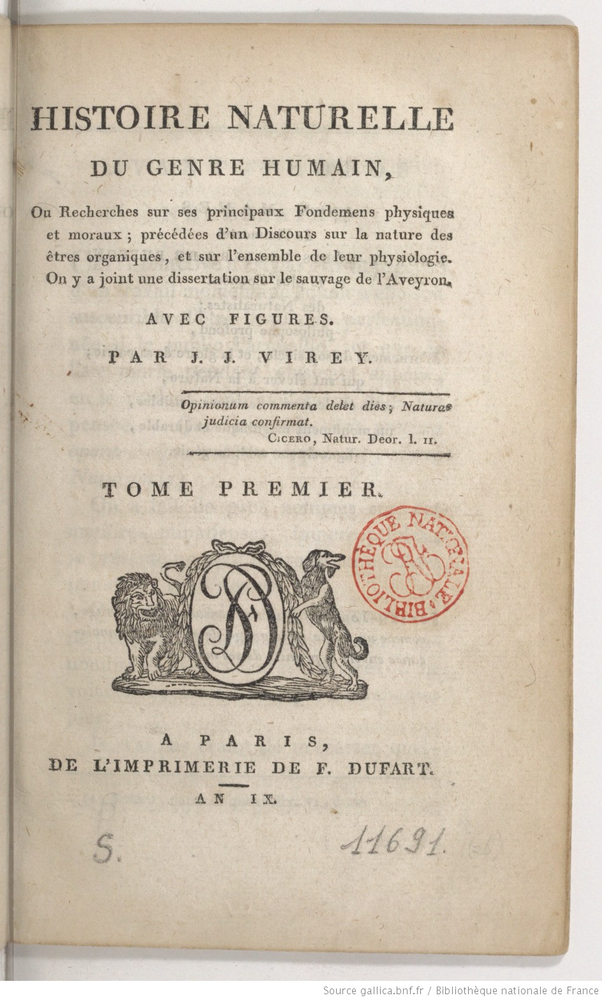 HISTOIRE NATURELLE
DU GENRE HUMAIN,
Ou Recherches sur ses principaux Fondemens physiques
et moraux ; précédées d'un Discours sur la nature des
êtres organiques, et sur l'ensemble de leur physiologie.
On y a joint une dissertation sur le sauvage de l'Aveyron.
AVEC FIGURES.
PAR J. J. VIREY.
Opinionum commenta delet dies; Naturae
judicia confirmat.
CICERO, Natur. Deor. l. II.
TOME PREMIER.
BIBLIOTHÈQUE NATIONALE
A PARIS,
DE L'IMPRIMERIE DE F. DUFART.
AN IX.
S.
11691.
Source gallica.bnf.fr / Bibliothèque nationale de France